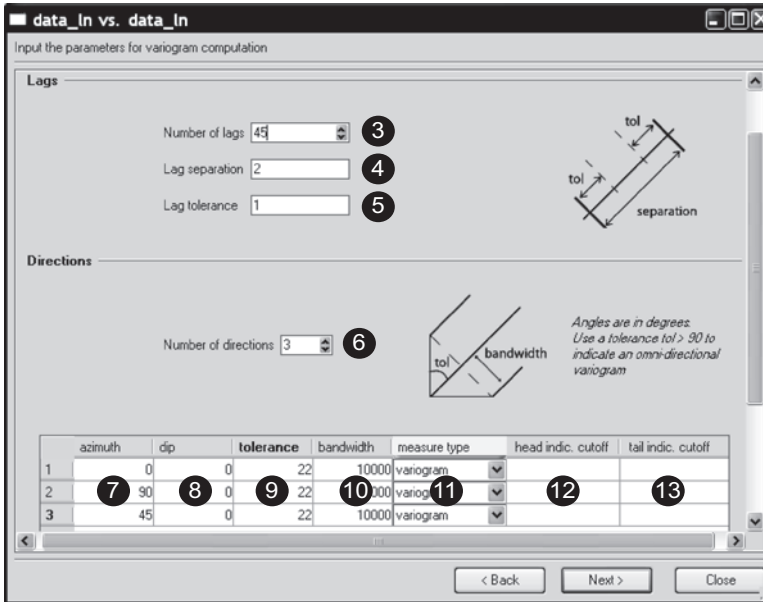 data_ln vs. data_ln
Input the parameters for variogram computation
Lags
Number of lags 45 3
Lag separation 2 4
Lag tolerance 1 5
tol
tol
separation
Directions
Number of directions 3 6
tol
bandwidth
Angles are in degrees.
Use a tolerance tol > 90 to
indicate an omni-directional
variogram
azimuth dip tolerance bandwidth measure type head indic. cutoff tail indic. cutoff
1 0 0 22 10000 variogram
2 7 90 8 0 9 22 10 000 variogram 11 12 13
3 45 0 22 10000 variogram
< Back Next > Close